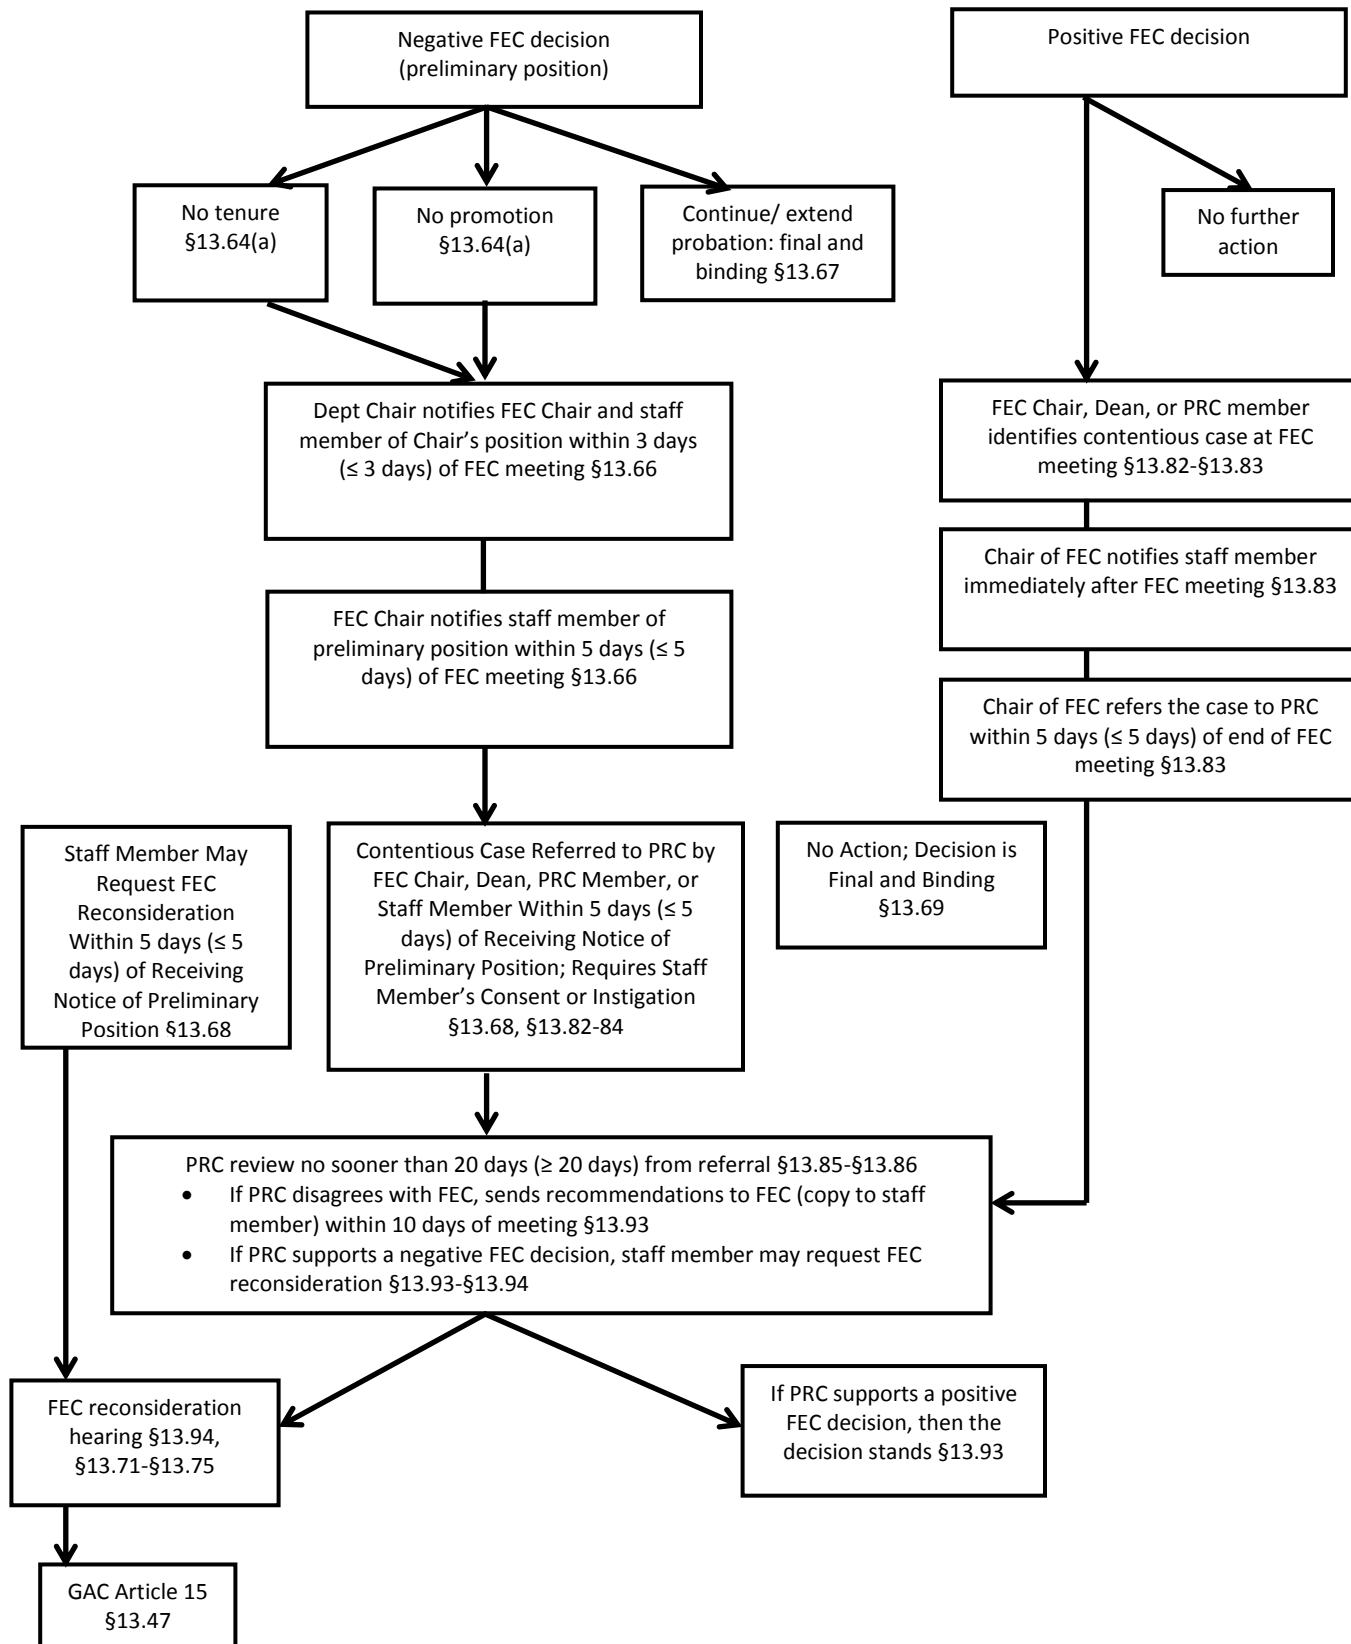 Negative FEC decision
(preliminary position)
Positive FEC decision
No tenure
§13.64(a)
No promotion
§13.64(a)
Continue/ extend
probation: final and
binding §13.67
No further
action
Dept Chair notifies FEC Chair and staff
member of Chair’s position within 3 days
(≤ 3 days) of FEC meeting §13.66
FEC Chair, Dean, or PRC member
identifies contentious case at FEC
meeting §13.82-§13.83
Chair of FEC notifies staff member
immediately after FEC meeting §13.83
FEC Chair notifies staff member of
preliminary position within 5 days (≤ 5
days) of FEC meeting §13.66
Chair of FEC refers the case to PRC
within 5 days (≤ 5 days) of end of FEC
meeting §13.83
Staff Member May
Request FEC
Reconsideration
Within 5 days (≤ 5
days) of Receiving
Notice of Preliminary
Position §13.68
Contentious Case Referred to PRC by
FEC Chair, Dean, PRC Member, or
Staff Member Within 5 days (≤ 5
days) of Receiving Notice of
Preliminary Position; Requires Staff
Member’s Consent or Instigation
§13.68, §13.82-84
No Action; Decision is
Final and Binding
§13.69
PRC review no sooner than 20 days (≥ 20 days) from referral §13.85-§13.86
• If PRC disagrees with FEC, sends recommendations to FEC (copy to staff
member) within 10 days of meeting §13.93
• If PRC supports a negative FEC decision, staff member may request FEC
reconsideration §13.93-§13.94
FEC reconsideration
hearing §13.94,
§13.71-§13.75
If PRC supports a positive
FEC decision, then the
decision stands §13.93
GAC Article 15
§13.47